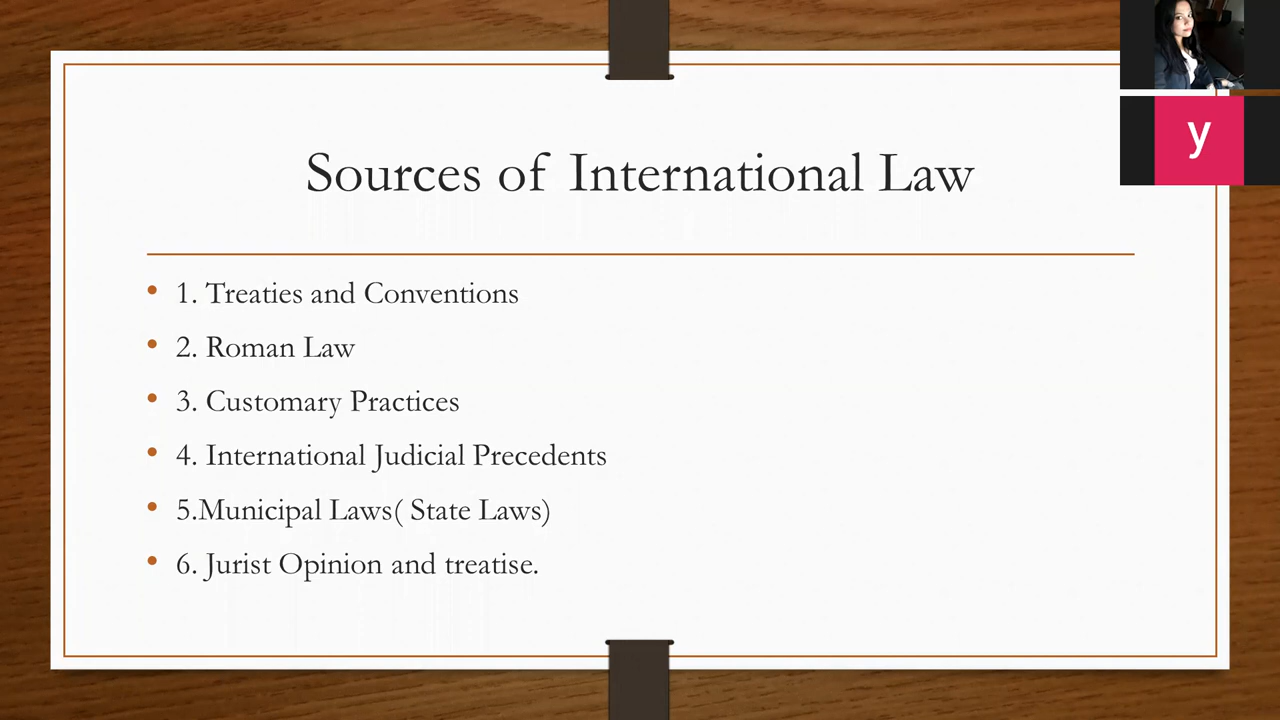 Sources of International Law
y
• 1. Treaties and Conventions
• 2. Roman Law
• 3. Customary Practices
• 4. International Judicial Precedents
• 5.Municipal Laws( State Laws)
• 6. Jurist Opinion and treatise.